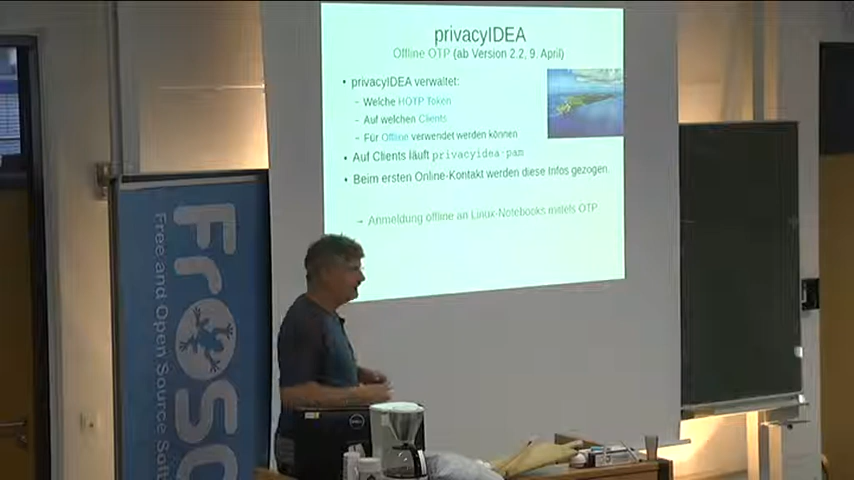 privacyIDEA
Offline OTP (ab Version 2.2, 9. April)
• privacyIDEA verwaltet:
– Welche HOTP Token
– Auf welchen Clients
– Für Offline verwendet werden können
• Auf Clients läuft privacyidea-pam
• Beim ersten Online-Kontakt werden diese Infos gezogen.
→ Anmeldung offline an Linux-Notebooks mittels OTP
FrOSC
Free and Open Source Soft
DELL